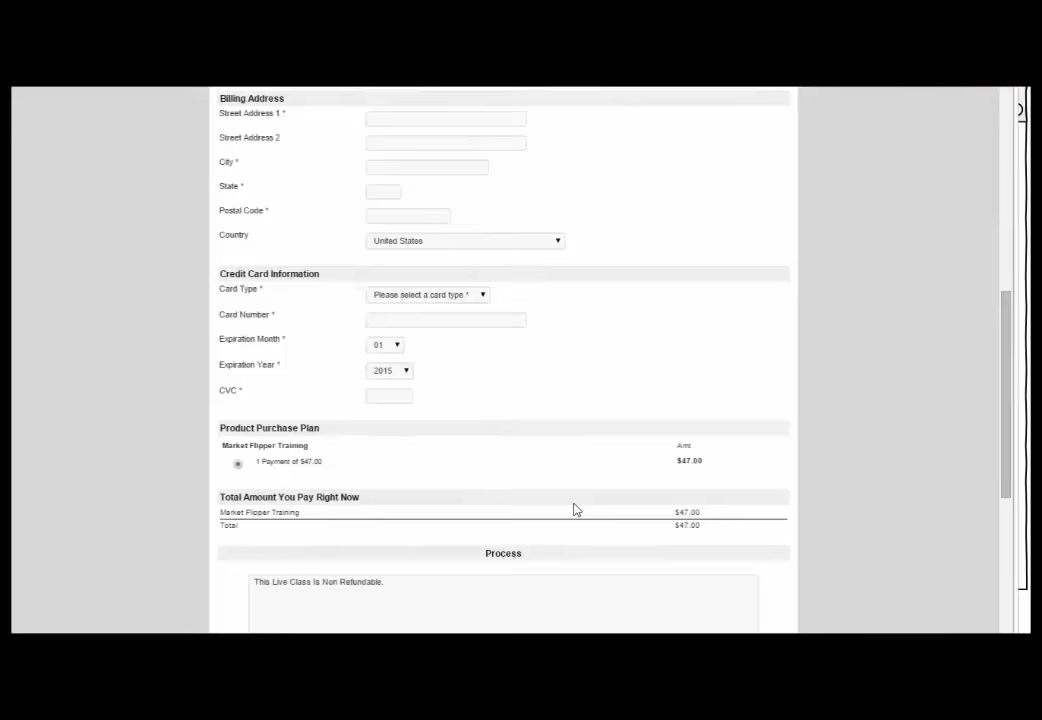 Billing Address
Street Address 1 *
Street Address 2
City *
State *
Postal Code *
Country United States
Credit Card Information
Card Type * Please select a card type *
Card Number *
Expiration Month * 01
Expiration Year * 2015
CVC *
Product Purchase Plan
Market Flipper Training Amt
1 Payment of $47.00 $47.00
Total Amount You Pay Right Now
Market Flipper Training $47.00
Total $47.00
Process
This Live Class Is Non Refundable.